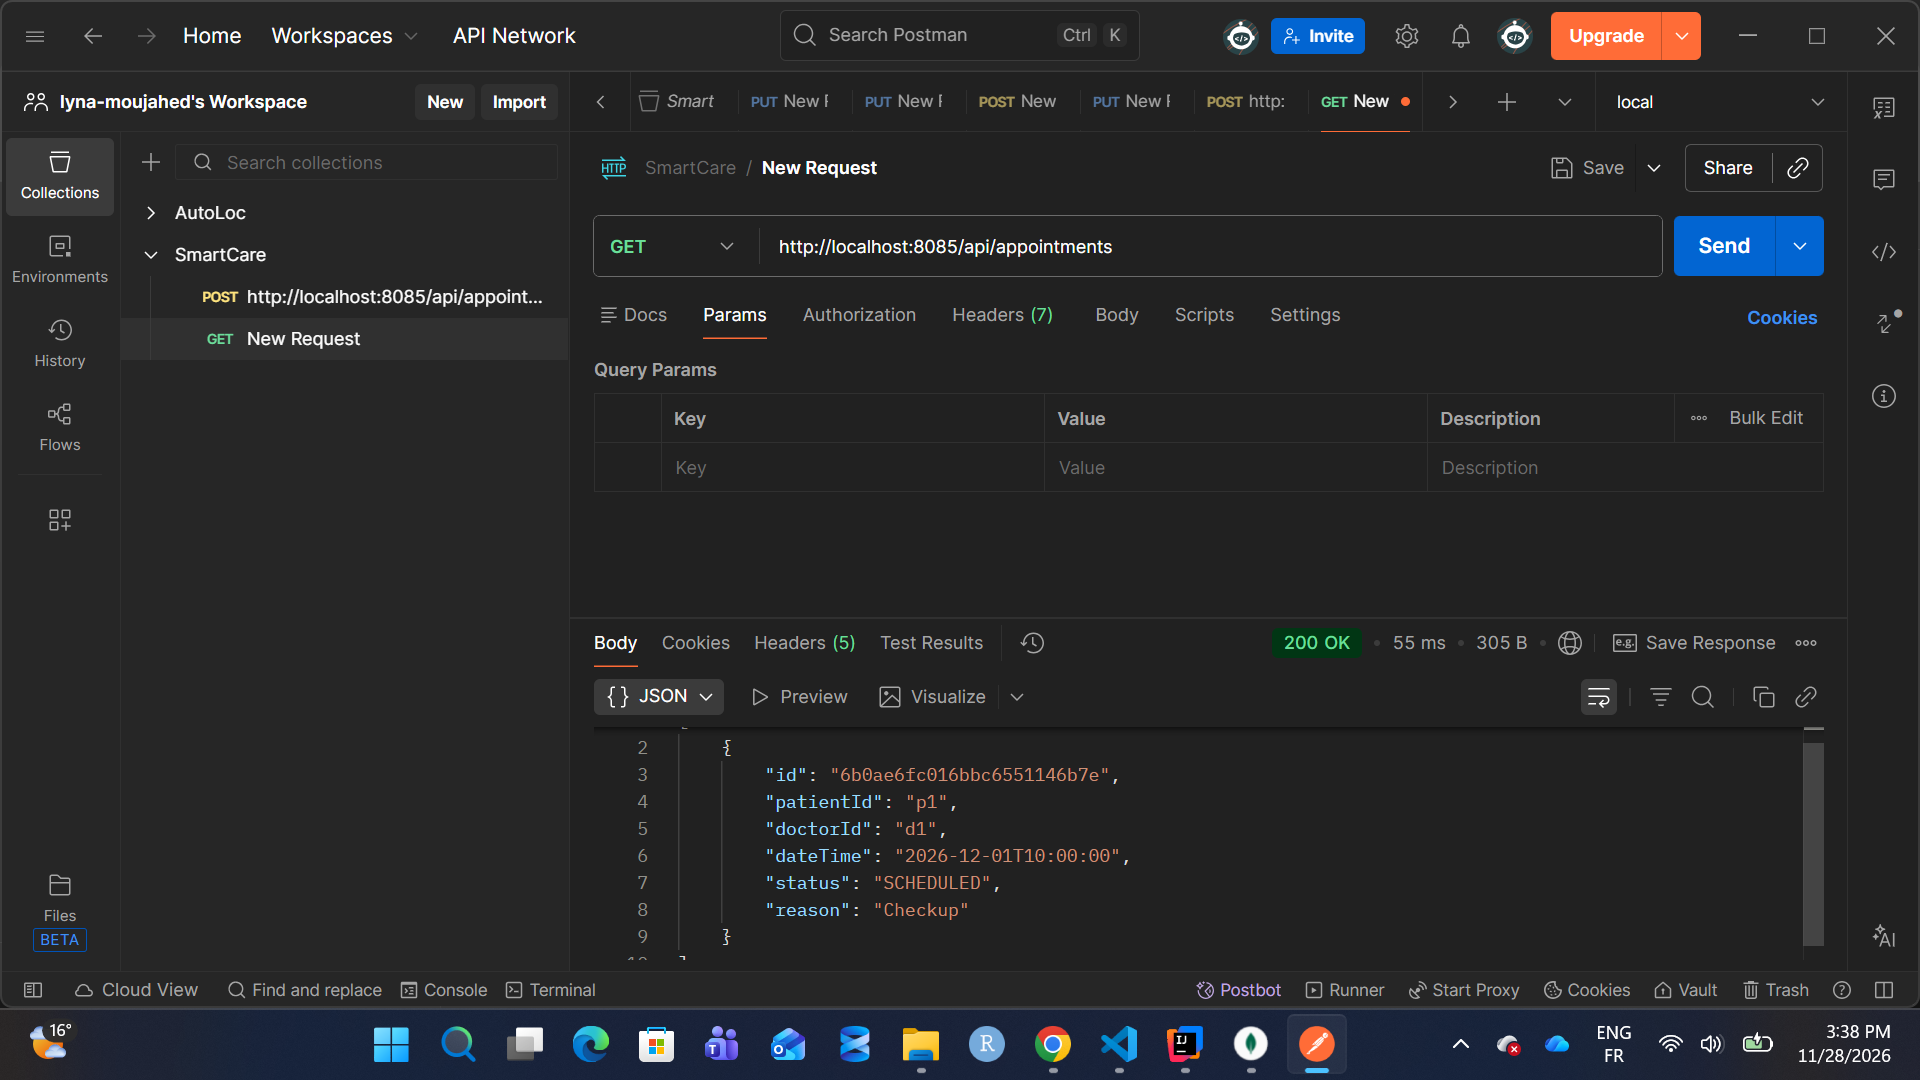 Home Workspaces API Network Search Postman Ctrl K Invite Upgrade
lyna-moujahed's Workspace New Import Smart PUT New PUT New POST New PUT New POST http: GET New local
Collections
Search collections
SmartCare / New Request Save Share
AutoLoc
SmartCare
POST http://localhost:8085/api/appoint...
GET New Request
Environments
History
Flows
Files
BETA
GET http://localhost:8085/api/appointments Send
Docs Params Authorization Headers (7) Body Scripts Settings Cookies
Query Params
Key Value Description Bulk Edit
Key Value Description
Body Cookies Headers (5) Test Results 200 OK 55 ms 305 B e.g. Save Response
{ } JSON Preview Visualize
2 {
3 "id": "6b0ae6fc016bbc6551146b7e",
4 "patientId": "p1",
5 "doctorId": "d1",
6 "dateTime": "2026-12-01T10:00:00",
7 "status": "SCHEDULED",
8 "reason": "Checkup"
9 }
AI
Cloud View Find and replace Console Terminal Postbot Runner Start Proxy Cookies Vault Trash
16° ENG 3:38 PM
FR 11/28/2026